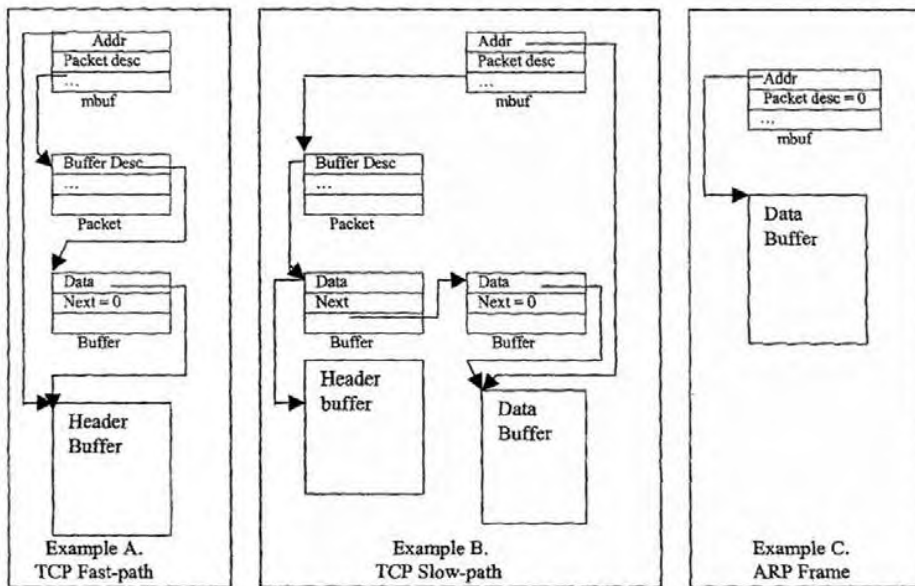 Addr
Packet desc
...
mbuf
Buffer Desc
...
Packet
Data
Next = 0
Buffer
Header
Buffer
Example A.
TCP Fast-path
Addr
Packet desc
...
mbuf
Buffer Desc
...
Packet
Data
Next
Buffer
Data
Next = 0
Buffer
Header
buffer
Data
Buffer
Example B.
TCP Slow-path
Addr
Packet desc = 0
...
mbuf
Data
Buffer
Example C.
ARP Frame